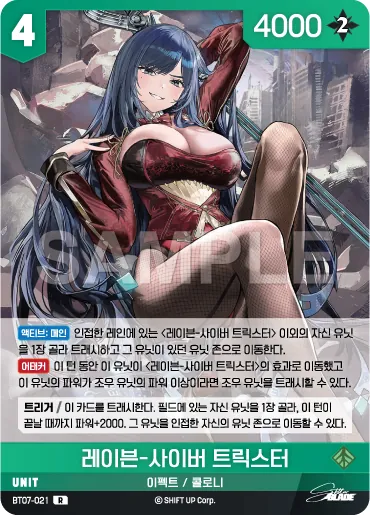 4
4000 2
SAMPLE
액티브: 메인 인접한 레인에 있는 <레이븐-사이버 트릭스터> 이외의 자신 유닛
을 1장 골라 트래시하고 그 유닛이 있던 유닛 존으로 이동한다.
어태커 이 턴 동안 이 유닛이 <레이븐-사이버 트릭스터>의 효과로 이동했고
이 유닛의 파워가 조우 유닛의 파워 이상이라면 조우 유닛을 트래시할 수 있다.
트리거 / 이 카드를 트래시한다. 필드에 있는 자신 유닛을 1장 골라, 이 턴이
끝날 때까지 파워+2000. 그 유닛을 인접한 자신의 유닛 존으로 이동할 수 있다.
레이븐-사이버 트릭스터
UNIT 이펙트 / 콜로니
BT07-021 R ⓒ SHIFT UP Corp. Stellar BLADE